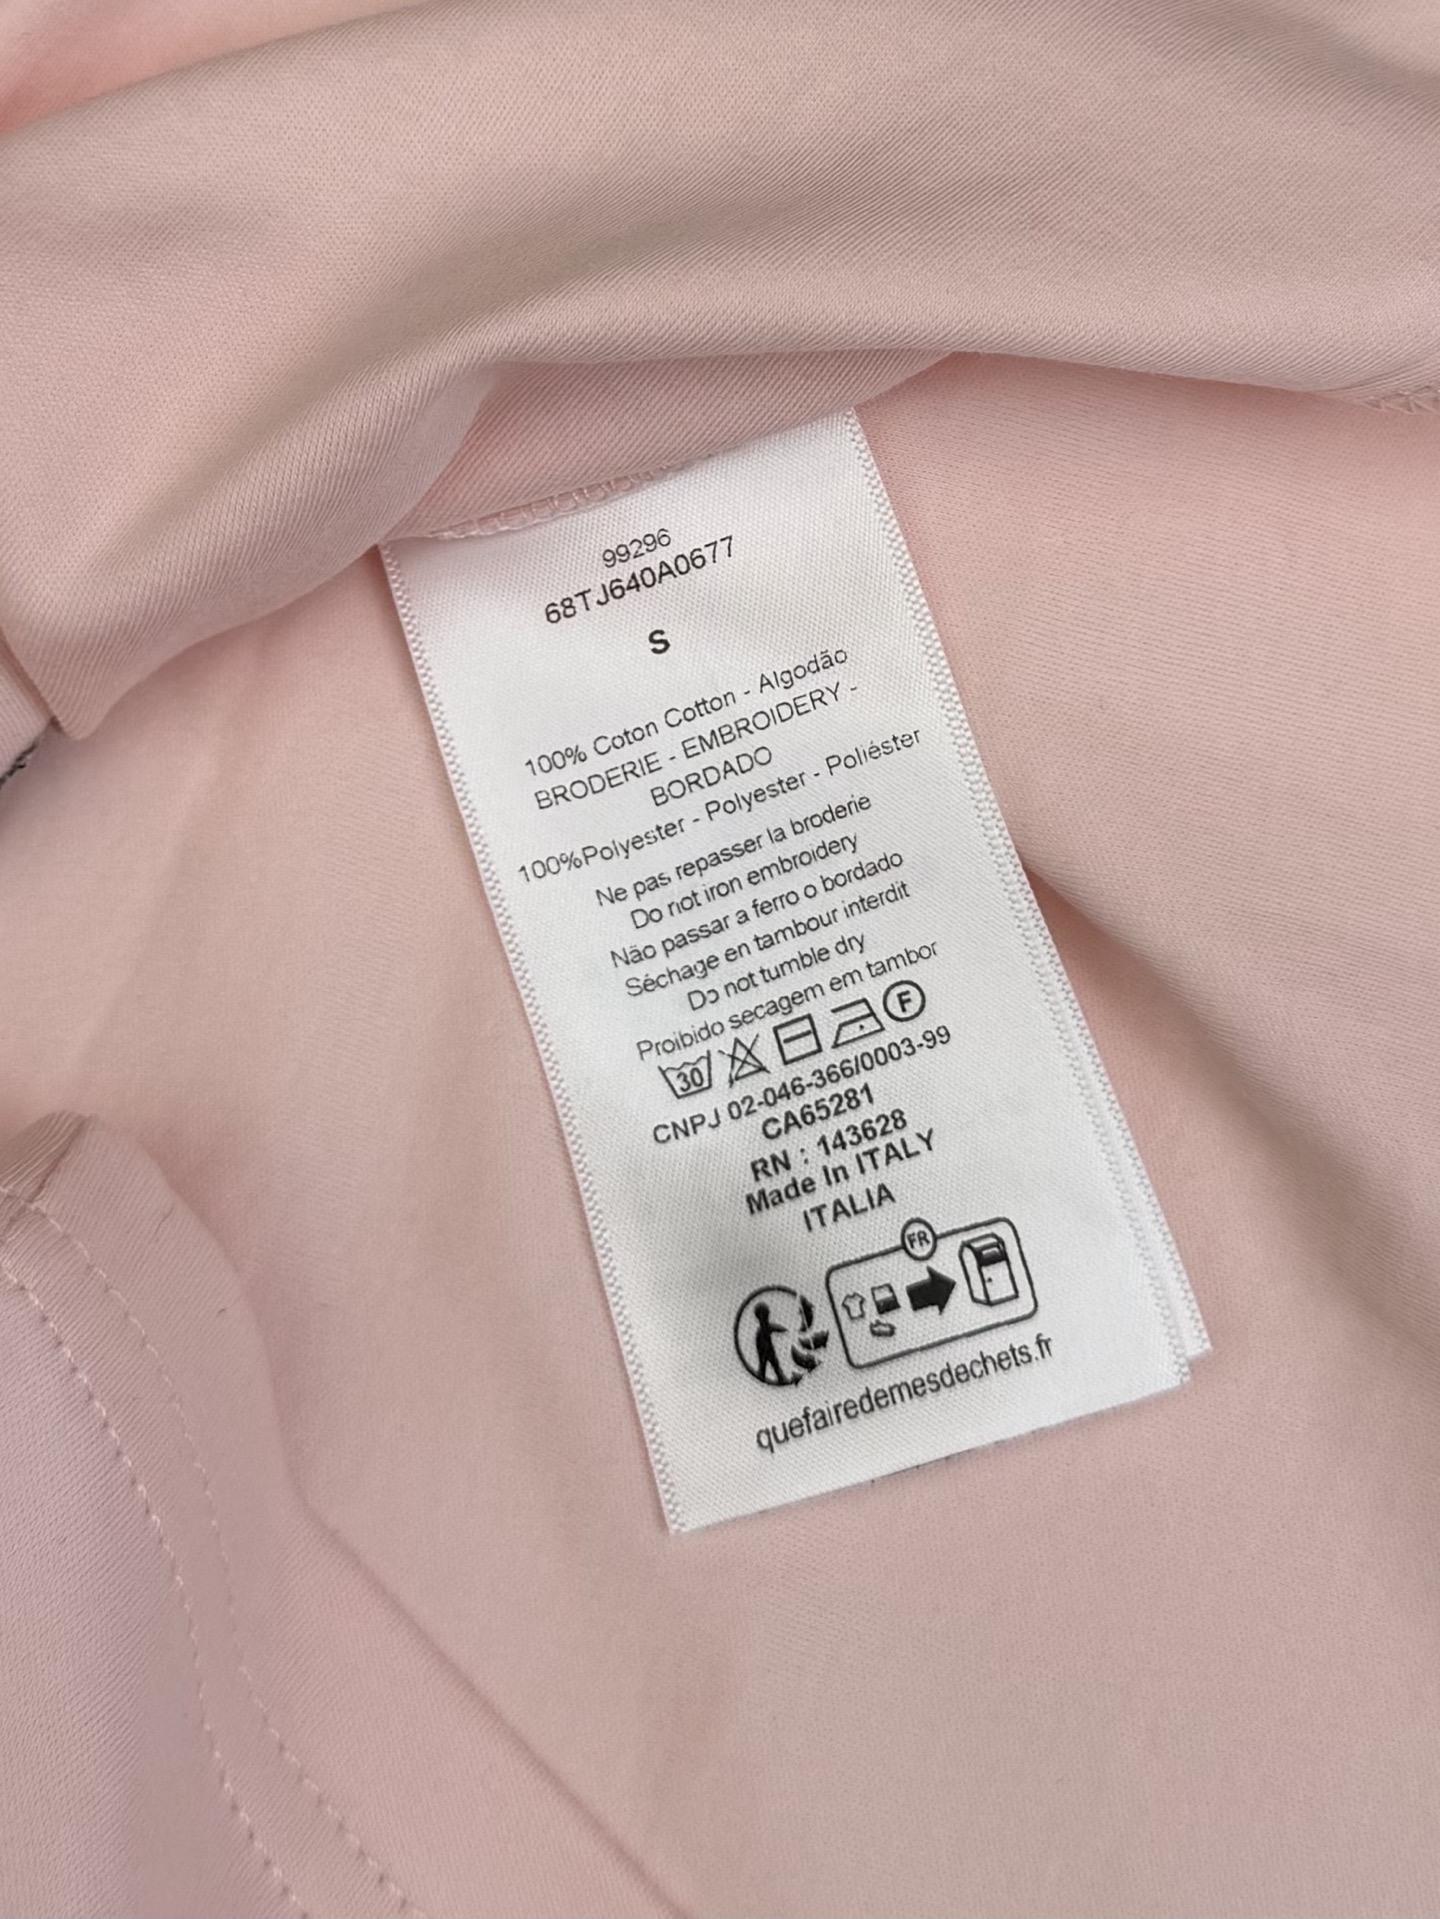 99296
68TJ640A0677
S
100% Coton Cotton - Algodão
BRODERIE - EMBROIDERY -
BORDADO
100%Polyester - Polyester - Poliéster
Ne pas repasser la broderie
Do not iron embroidery
Não passar a ferro o bordado
Séchage en tambour interdit
Do not tumble dry
Proibido secagem em tambor
30 F
CNPJ 02-046-366/0003-99
CA65281
RN : 143628
Made In ITALY
ITALIA
FR
quefairedemesdechets.fr